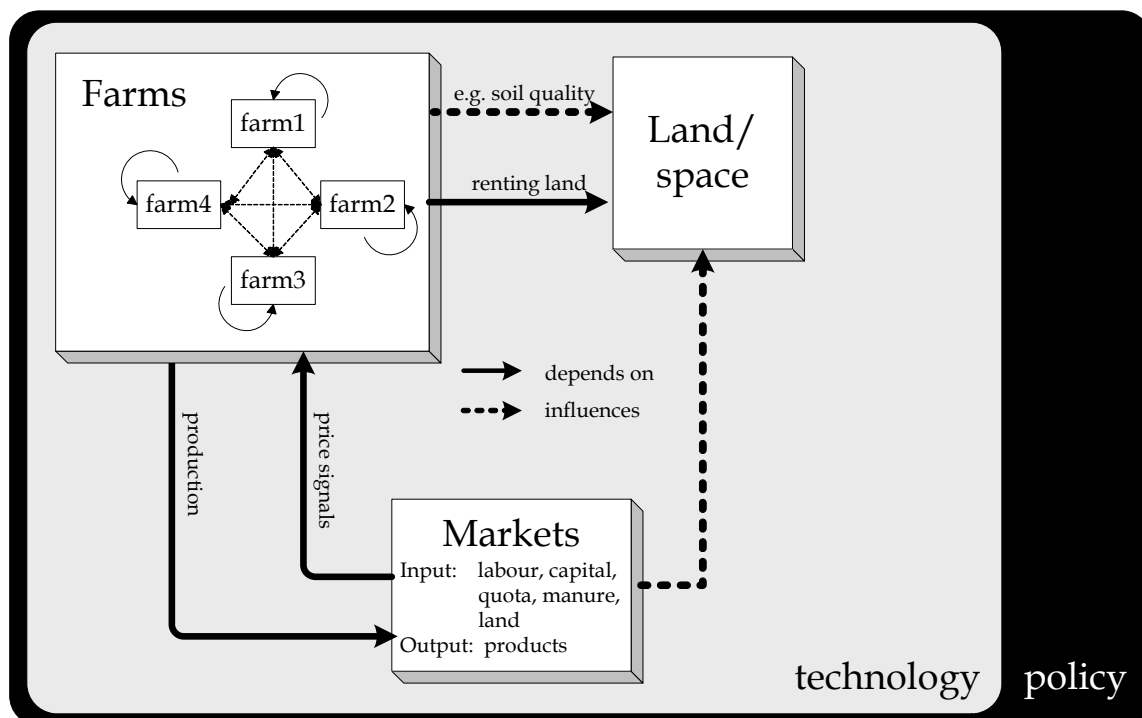 Farms
farm1
farm4
farm2
farm3
e.g. soil quality
renting land
Land/
space
depends on
influences
production
price signals
Markets
Input: labour, capital,
quota, manure,
land
Output: products
technology
policy